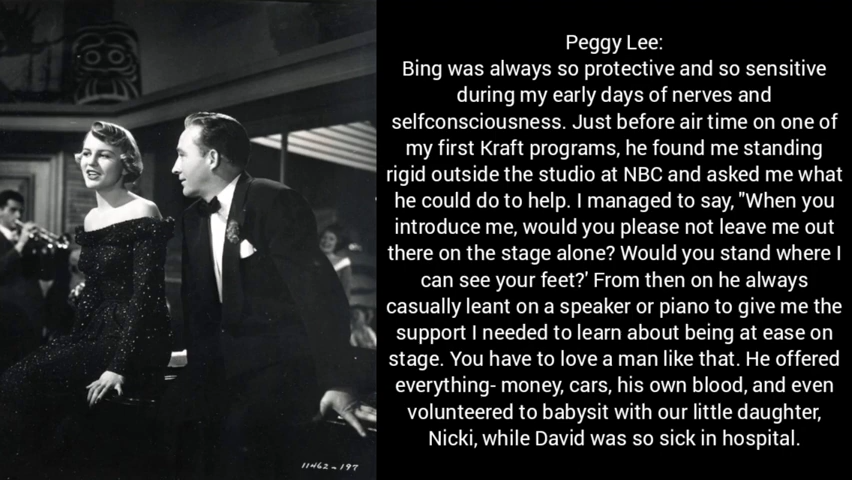 Peggy Lee:
Bing was always so protective and so sensitive
during my early days of nerves and
selfconsciousness. Just before air time on one of
my first Kraft programs, he found me standing
rigid outside the studio at NBC and asked me what
he could do to help. I managed to say, "When you
introduce me, would you please not leave me out
there on the stage alone? Would you stand where I
can see your feet?' From then on he always
casually leant on a speaker or piano to give me the
support I needed to learn about being at ease on
stage. You have to love a man like that. He offered
everything- money, cars, his own blood, and even
volunteered to babysit with our little daughter,
Nicki, while David was so sick in hospital.
11462-197